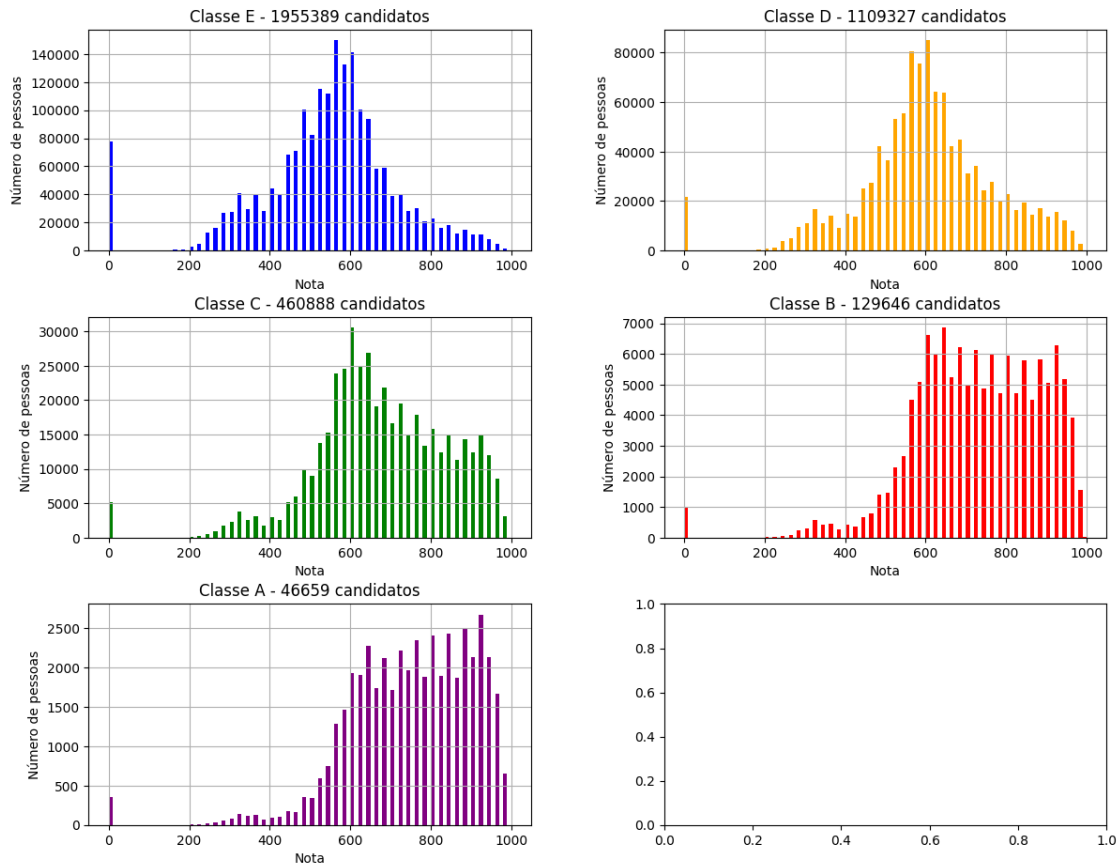 Classe E - 1955389 candidatos
140000
120000
100000
80000
60000
40000
20000
0
Número de pessoas
0 200 400 600 800 1000
Nota
Classe D - 1109327 candidatos
80000
60000
40000
20000
0
Número de pessoas
0 200 400 600 800 1000
Nota
Classe C - 460888 candidatos
30000
25000
20000
15000
10000
5000
0
Número de pessoas
0 200 400 600 800 1000
Nota
Classe B - 129646 candidatos
7000
6000
5000
4000
3000
2000
1000
0
Número de pessoas
0 200 400 600 800 1000
Nota
Classe A - 46659 candidatos
2500
2000
1500
1000
500
0
Número de pessoas
0 200 400 600 800 1000
Nota
1.0
0.8
0.6
0.4
0.2
0.0
0.0 0.2 0.4 0.6 0.8 1.0